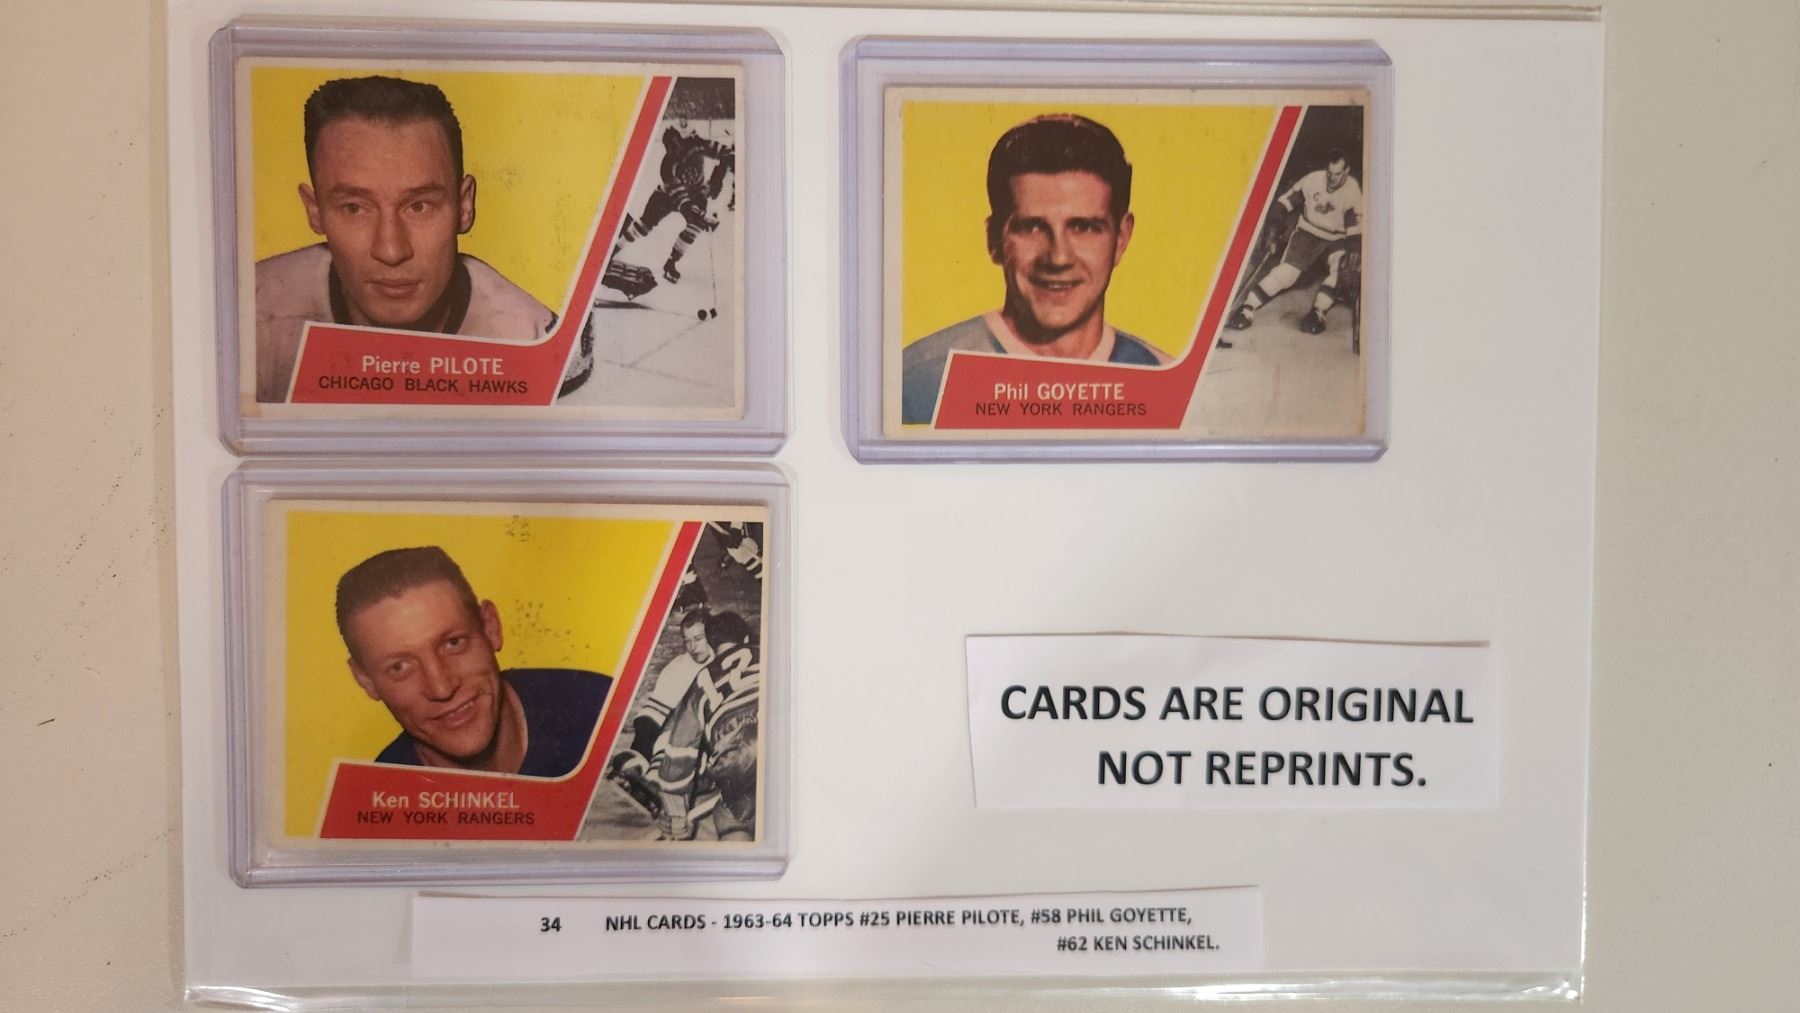 Pierre PILOTE
CHICAGO BLACK HAWKS
Phil GOYETTE
NEW YORK RANGERS
Ken SCHINKEL
NEW YORK RANGERS
12
CARDS ARE ORIGINAL
NOT REPRINTS.
34 NHL CARDS - 1963-64 TOPPS #25 PIERRE PILOTE, #58 PHIL GOYETTE,
#62 KEN SCHINKEL.